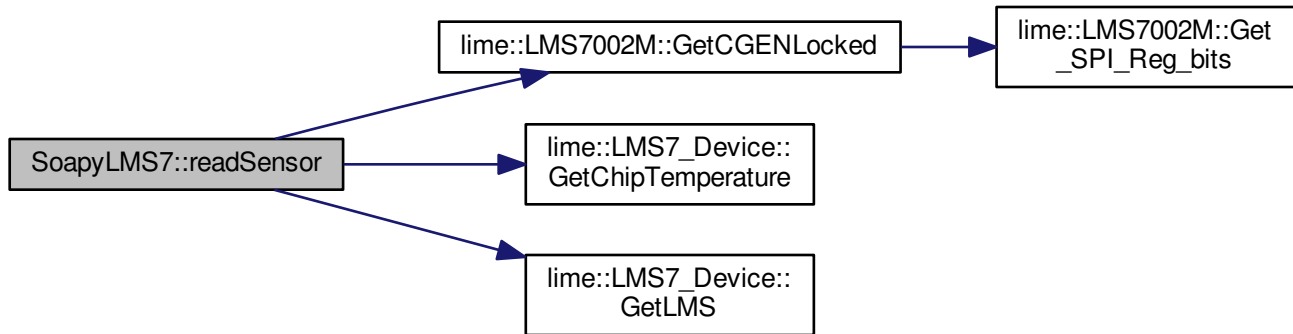 lime::LMS7002M::GetCGENLocked
lime::LMS7002M::Get
_SPI_Reg_bits
SoapyLMS7::readSensor
lime::LMS7_Device::
GetChipTemperature
lime::LMS7_Device::
GetLMS